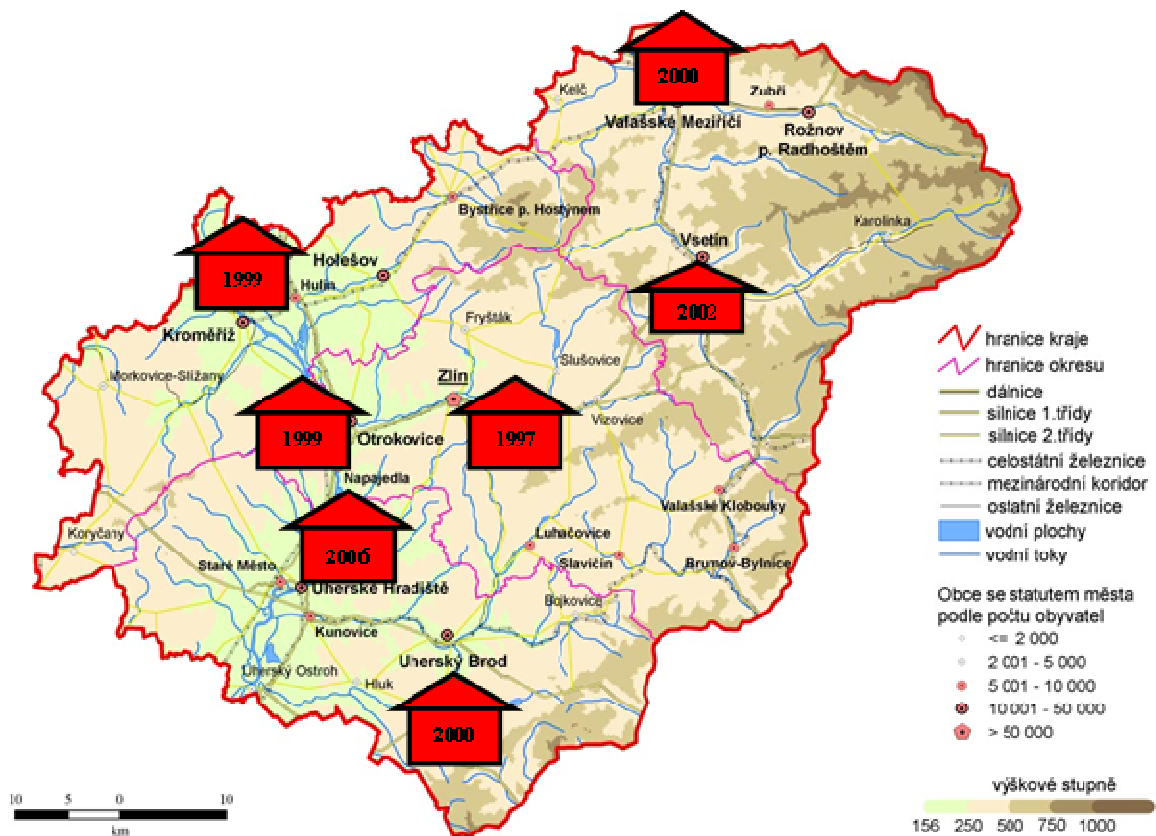 2000
Kelč
Zubří
Valašské Meziříčí
Rožnov
p. Radhoštěm
Bystřice p. Hostýnem
Karolinka
Vsetín
Holešov
1999
Hulín
2002
Kroměříž
Fryšták
Slušovice
Morkovice-Slížany
Zlín
Vizovice
1999
Otrokovice
1997
Napajedla
Valašské Klobouky
Koryčany
2006
Luhačovice
Staré Město
Slavičín
Brumov-Bylnice
Uherské Hradiště
Bojkovice
Kunovice
Uherský Brod
Uherský Ostroh
Hluk
2000
hranice kraje
hranice okresu
dálnice
silnice 1.třídy
silnice 2.třídy
celostátní železnice
mezinárodní koridor
ostatní železnice
vodní plochy
vodní toky
Obce se statutem města
podle počtu obyvatel
<= 2 000
2 001 - 5 000
5 001 - 10 000
10 001 - 50 000
> 50 000
výškové stupně
156 250 500 750 1000
10 5 0 10
km